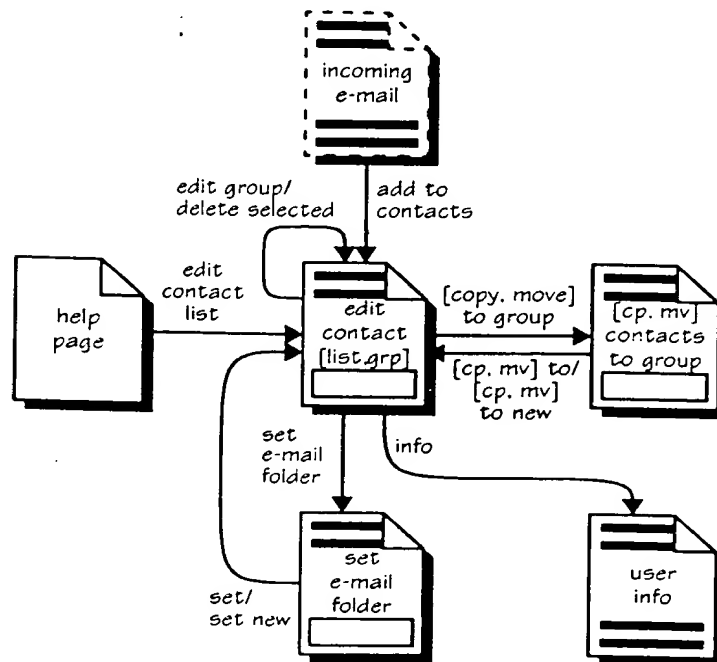 incoming
e-mail
edit group/
delete selected
add to
contacts
edit
contact
list
help
page
edit
contact
[list.grp]
[copy. move]
to group
[cp. mv]
contacts
to group
[cp. mv] to/
[cp. mv]
to new
set
e-mail
folder
info
set/
set new
set
e-mail
folder
user
info